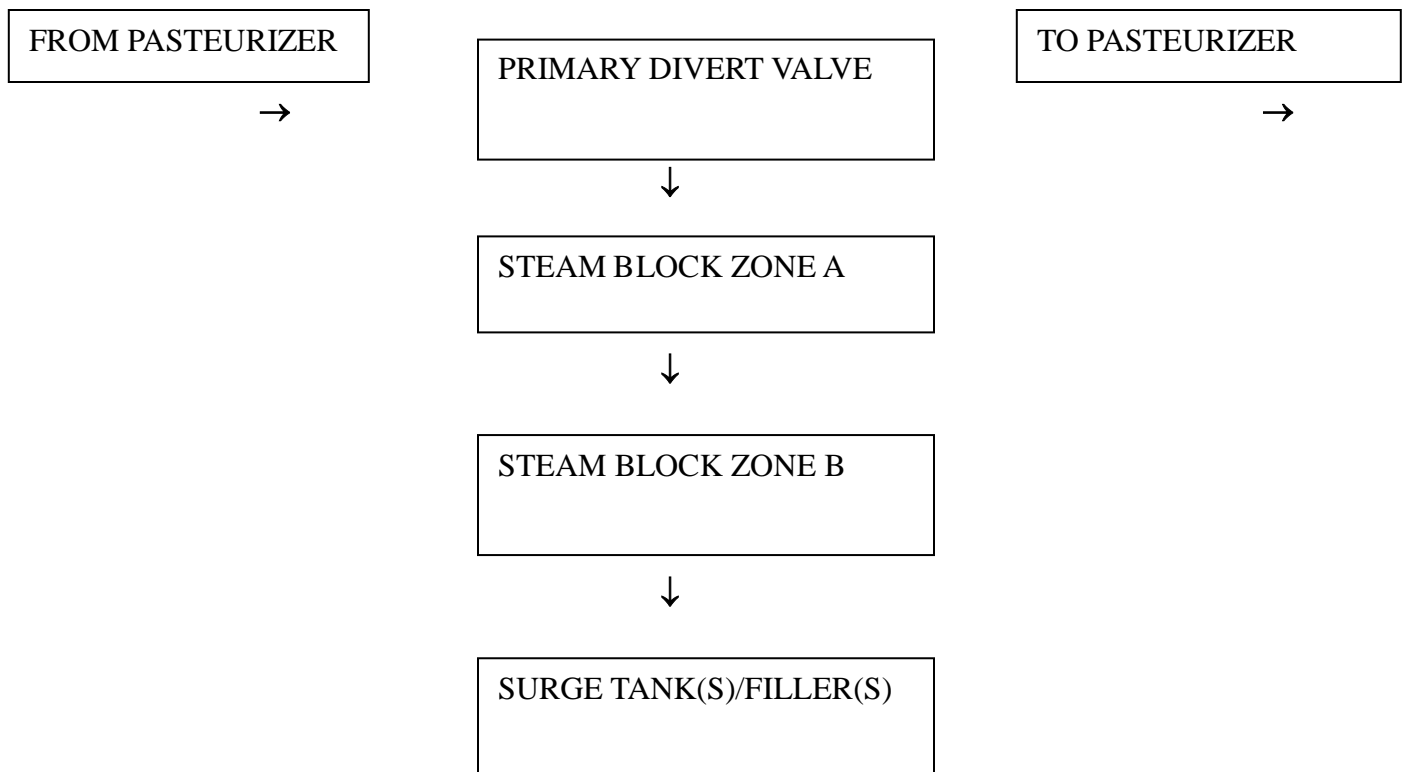 FROM PASTEURIZER
PRIMARY DIVERT VALVE
TO PASTEURIZER
→
→
↓
STEAM BLOCK ZONE A
↓
STEAM BLOCK ZONE B
↓
SURGE TANK(S)/FILLER(S)